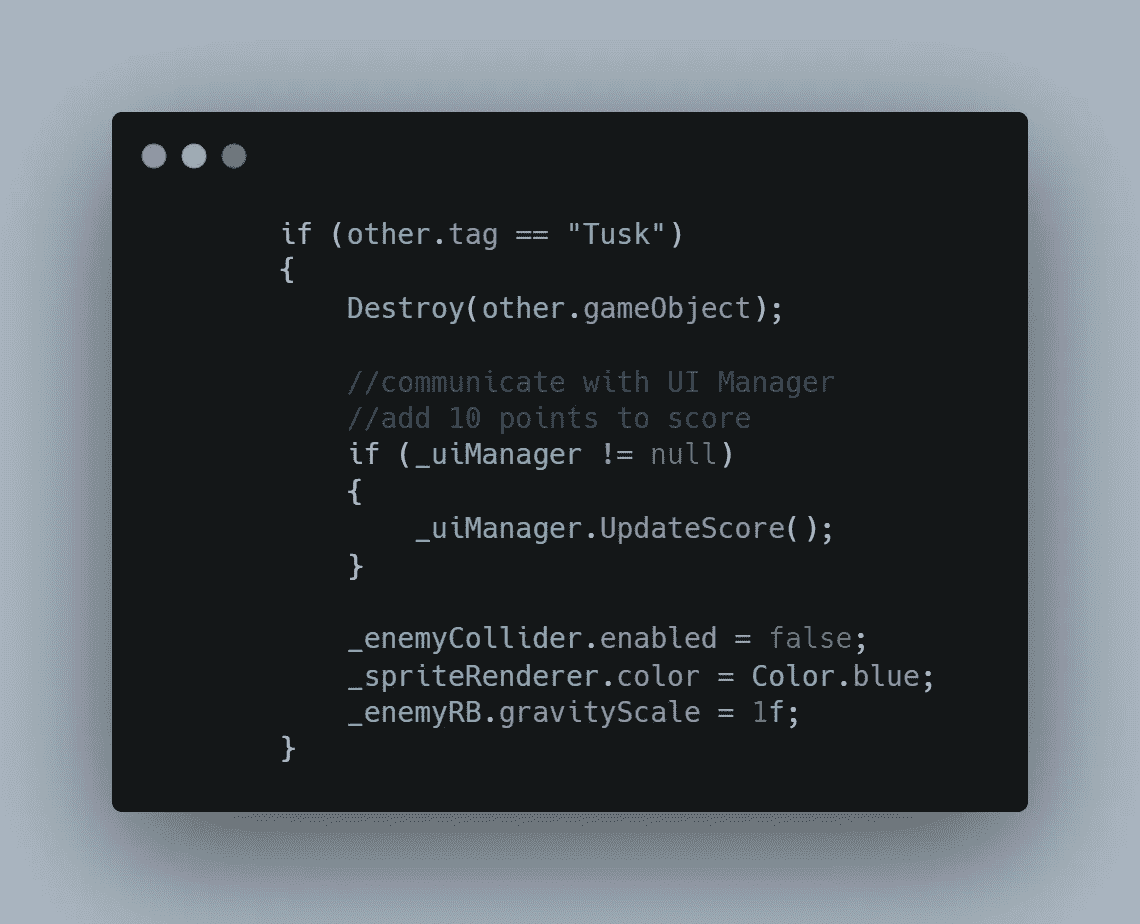 if (other.tag == "Tusk")
{
Destroy(other.gameObject);
//communicate with UI Manager
//add 10 points to score
if (_uiManager != null)
{
_uiManager.UpdateScore();
}
_enemyCollider.enabled = false;
_spriteRenderer.color = Color.blue;
_enemyRB.gravityScale = 1f;
}